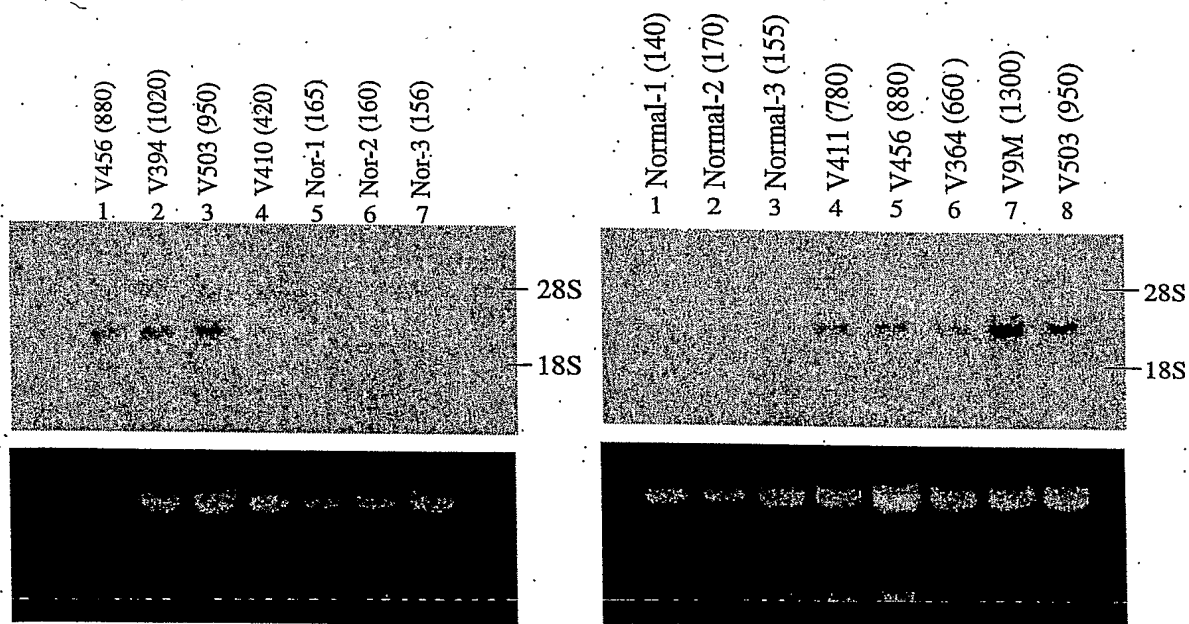 V456 (880)
V394 (1020)
V503 (950)
V410 (420)
Nor-1 (165)
Nor-2 (160)
Nor-3 (156)
1 2 3 4 5 6 7
28S
18S
Normal-1 (140)
Normal-2 (170)
Normal-3 (155)
V411 (780)
V456 (880)
V364 (660)
V9M (1300)
V503 (950)
1 2 3 4 5 6 7 8
28S
18S